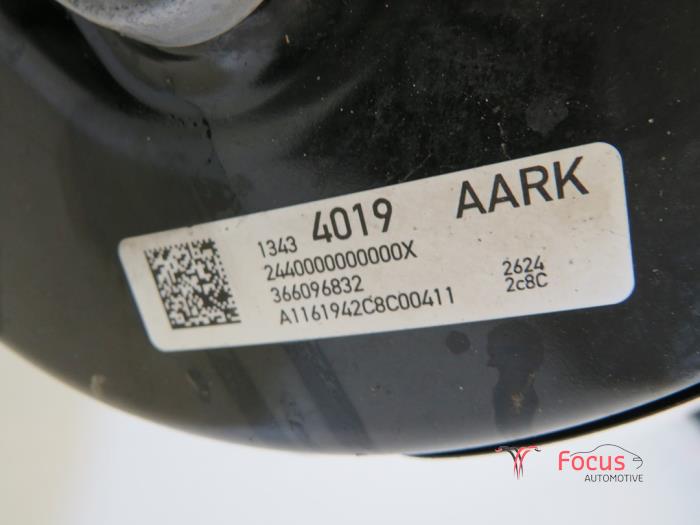 1343 4019 AARK
2440000000000X
366096832 2624
A1161942C8C00411 2c8C
Focus
AUTOMOTIVE